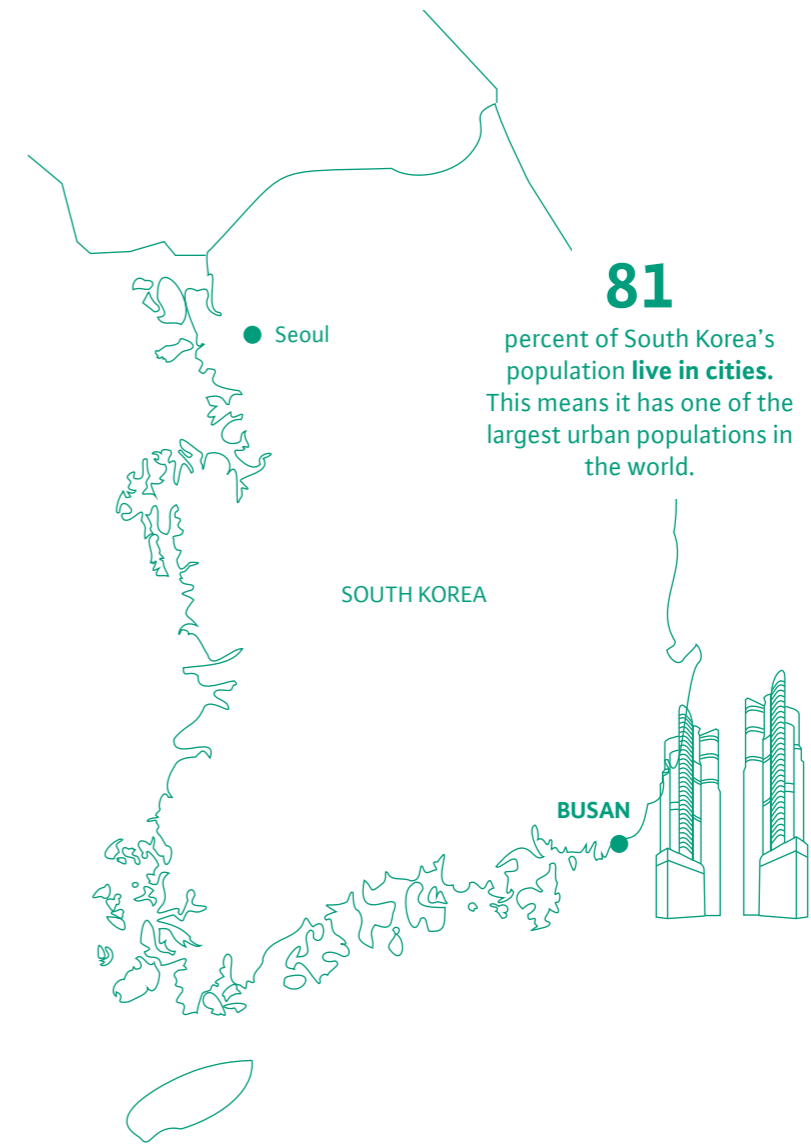 81
percent of South Korea’s
population live in cities.
This means it has one of the
largest urban populations in
the world.
Seoul
SOUTH KOREA
BUSAN